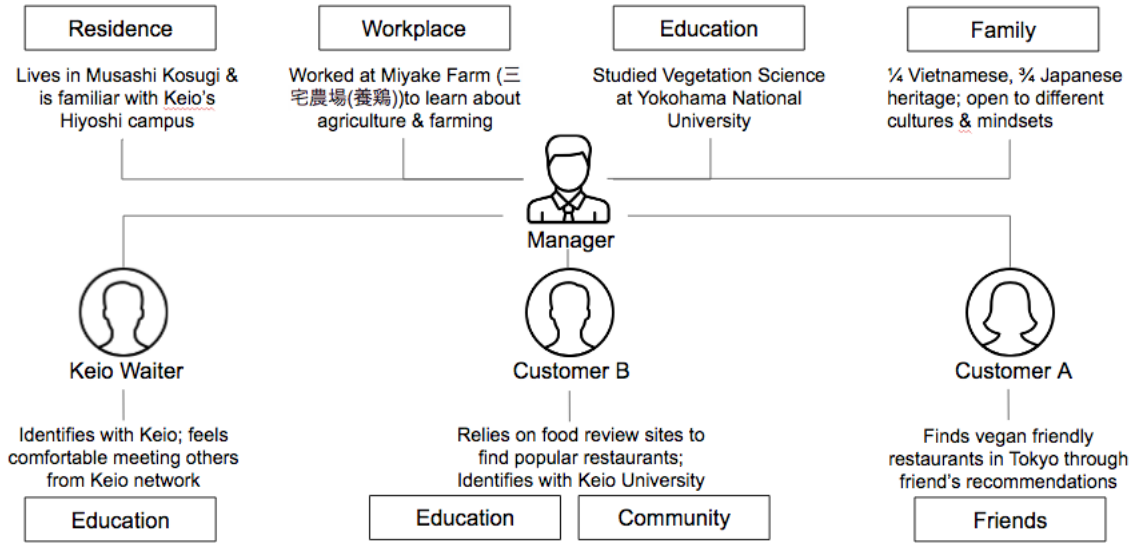 Residence
Workplace
Education
Family
Lives in Musashi Kosugi &
is familiar with Keio's
Hiyoshi campus
Worked at Miyake Farm (三
宅農場(養鶏))to learn about
agriculture & farming
Studied Vegetation Science
at Yokohama National
University
¼ Vietnamese, ¾ Japanese
heritage; open to different
cultures & mindsets
Manager
Keio Waiter
Customer B
Customer A
Identifies with Keio; feels
comfortable meeting others
from Keio network
Relies on food review sites to
find popular restaurants;
Identifies with Keio University
Finds vegan friendly
restaurants in Tokyo through
friend's recommendations
Education
Education
Community
Friends